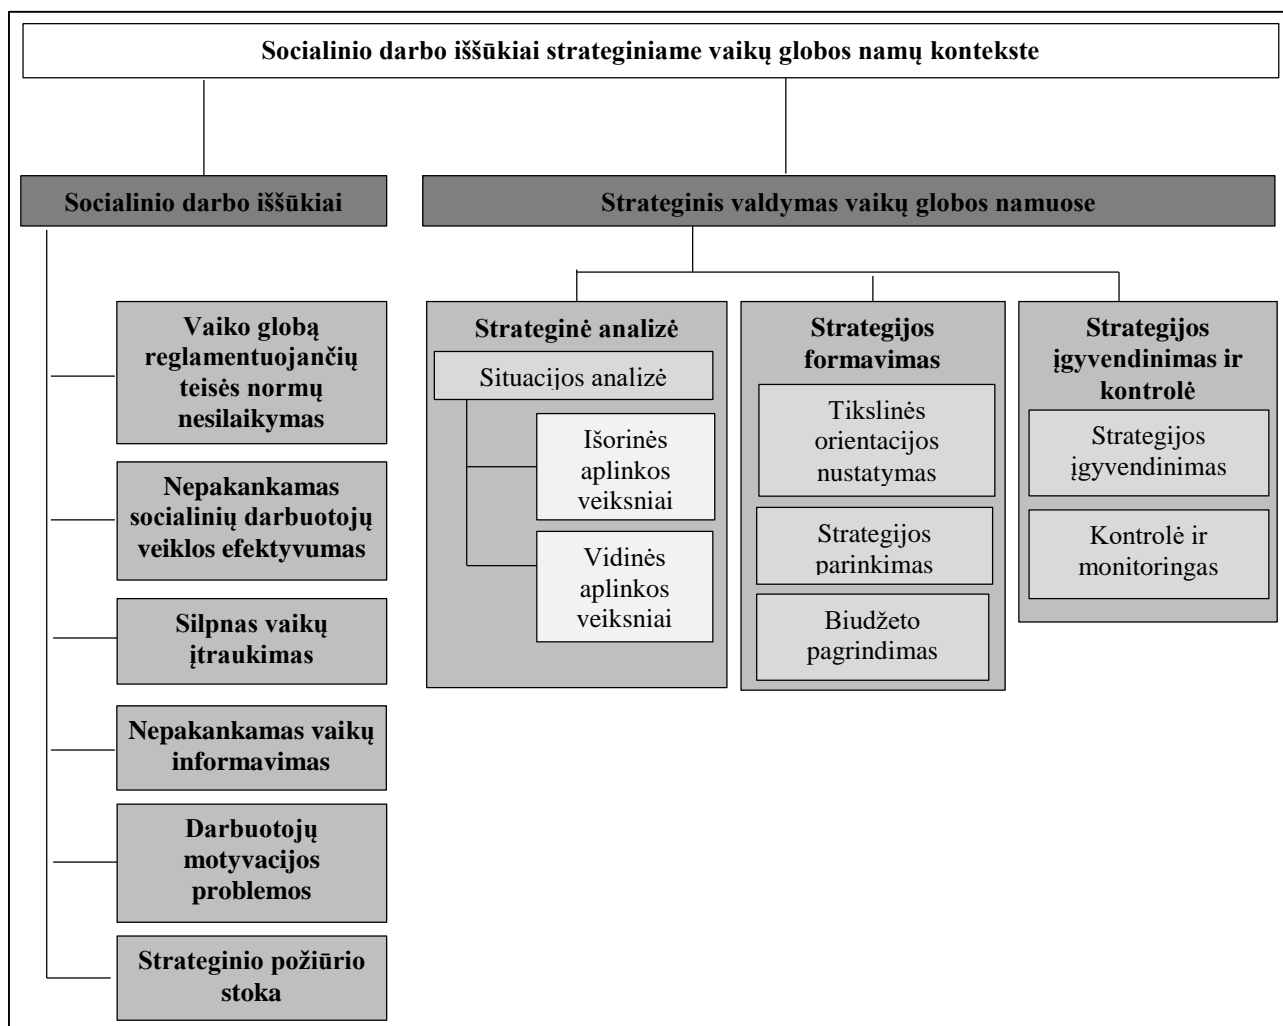 Socialinio darbo iššūkiai strateginiame vaikų globos namų kontekste
Socialinio darbo iššūkiai
Strateginis valdymas vaikų globos namuose
Vaiko globą
reglamentuojančių
teisės normų
nesilaikymas
Nepakankamas
socialinių darbuotojų
veiklos efektyvumas
Silpnas vaikų
įtraukimas
Nepakankamas vaikų
informavimas
Darbuotojų
motyvacijos
problemos
Strateginio požiūrio
stoka
Strateginė analizė
Situacijos analizė
Išorinės
aplinkos
veiksniai
Vidinės
aplinkos
veiksniai
Strategijos
formavimas
Tikslinės
orientacijos
nustatymas
Strategijos
parinkimas
Biudžeto
pagrindimas
Strategijos
įgyvendinimas ir
kontrolė
Strategijos
įgyvendinimas
Kontrolė ir
monitoringas